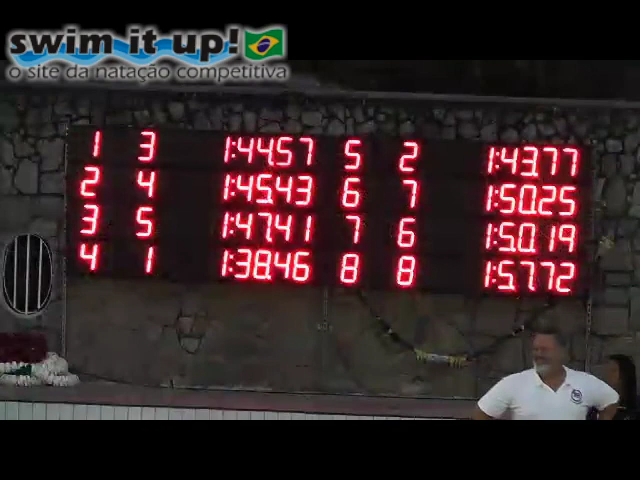 swim it up!
o site da natação competitiva
1 3 1:44.57 5 2 1:43.77
2 4 1:45.43 6 7 1:50.25
3 5 1:47.41 7 6 1:50.19
4 1 1:38.46 8 8 1:57.72